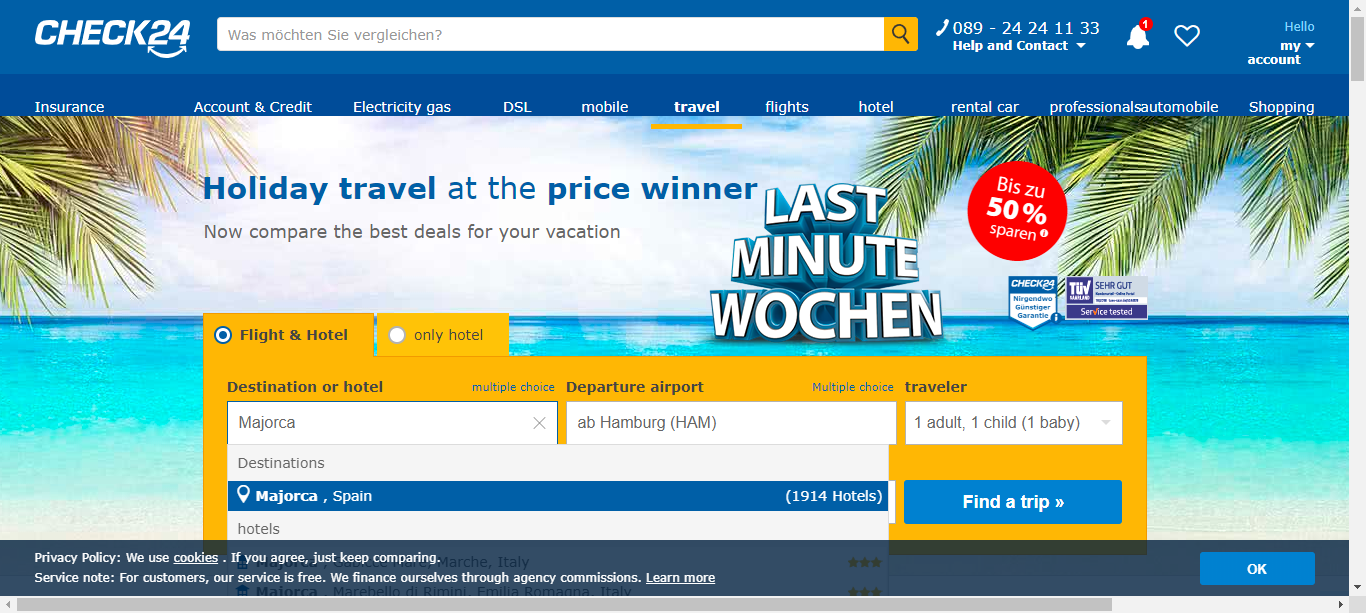 CHECK24
Was möchten Sie vergleichen?
089 - 24 24 11 33
Help and Contact
1
Hello
my
account
Insurance
Account & Credit
Electricity gas
DSL
mobile
travel
flights
hotel
rental car
professionals
automobile
Shopping
Holiday travel at the price winner
Now compare the best deals for your vacation
LAST
MINUTE
WOCHEN
Bis zu
50%
sparen
CHECK24
Nirgendwo
Günstiger
Garantie
TÜV
SAARLAND
SEHR GUT
Service tested
Flight & Hotel
only hotel
Destination or hotel
multiple choice
Departure airport
Multiple choice
traveler
Majorca
ab Hamburg (HAM)
1 adult, 1 child (1 baby)
Destinations
Majorca , Spain
(1914 Hotels)
Find a trip »
hotels
Majorca , Gabicce Mare, Marche, Italy
Majorca , Marebello di Rimini, Emilia Romagna, Italy
Privacy Policy: We use cookies . If you agree, just keep comparing.
Service note: For customers, our service is free. We finance ourselves through agency commissions. Learn more
OK